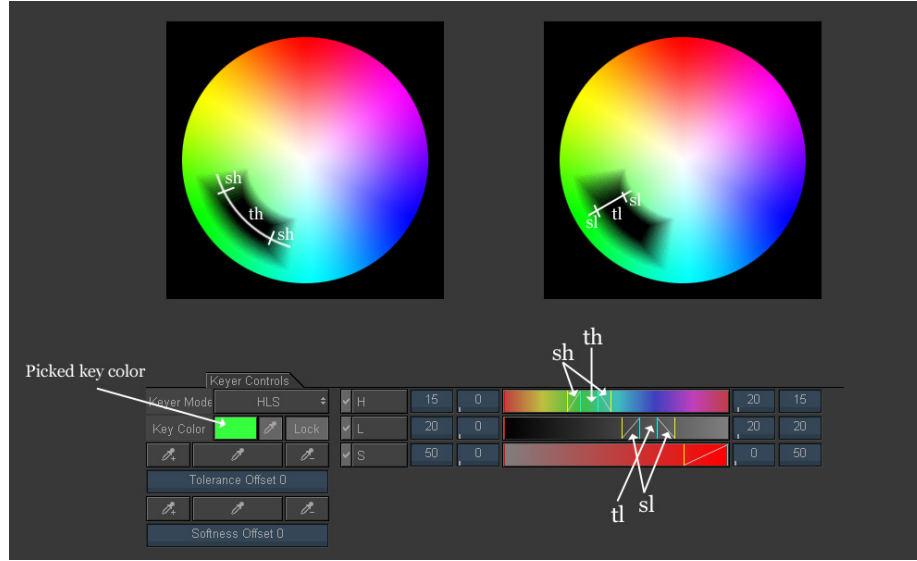 sh
th
sh
sl
tl
sl
th
sh
Picked key color
Keyer Controls
Keyer Mode HLS H 15 0 20 15
Key Color Lock L 20 0 20 20
S 50 0 0 50
Tolerance Offset 0
Softness Offset 0
tl sl